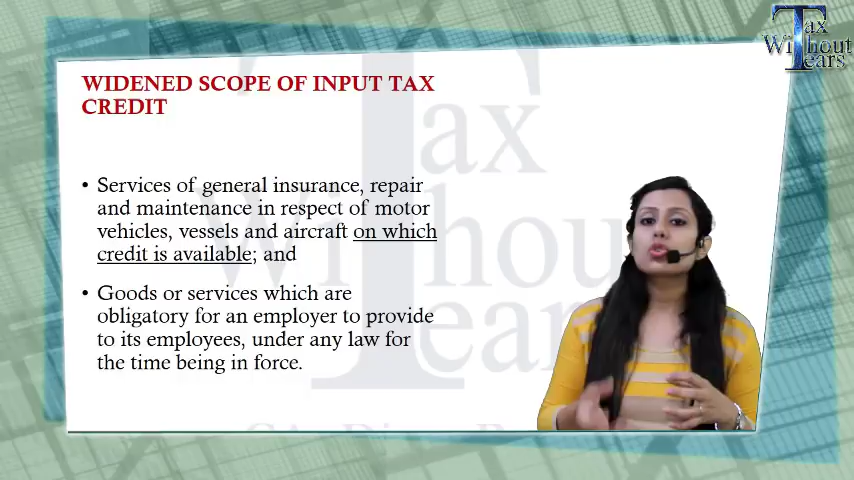 Tax
Without
Tears
WIDENED SCOPE OF INPUT TAX
CREDIT
• Services of general insurance, repair
and maintenance in respect of motor
vehicles, vessels and aircraft on which
credit is available; and
• Goods or services which are
obligatory for an employer to provide
to its employees, under any law for
the time being in force.